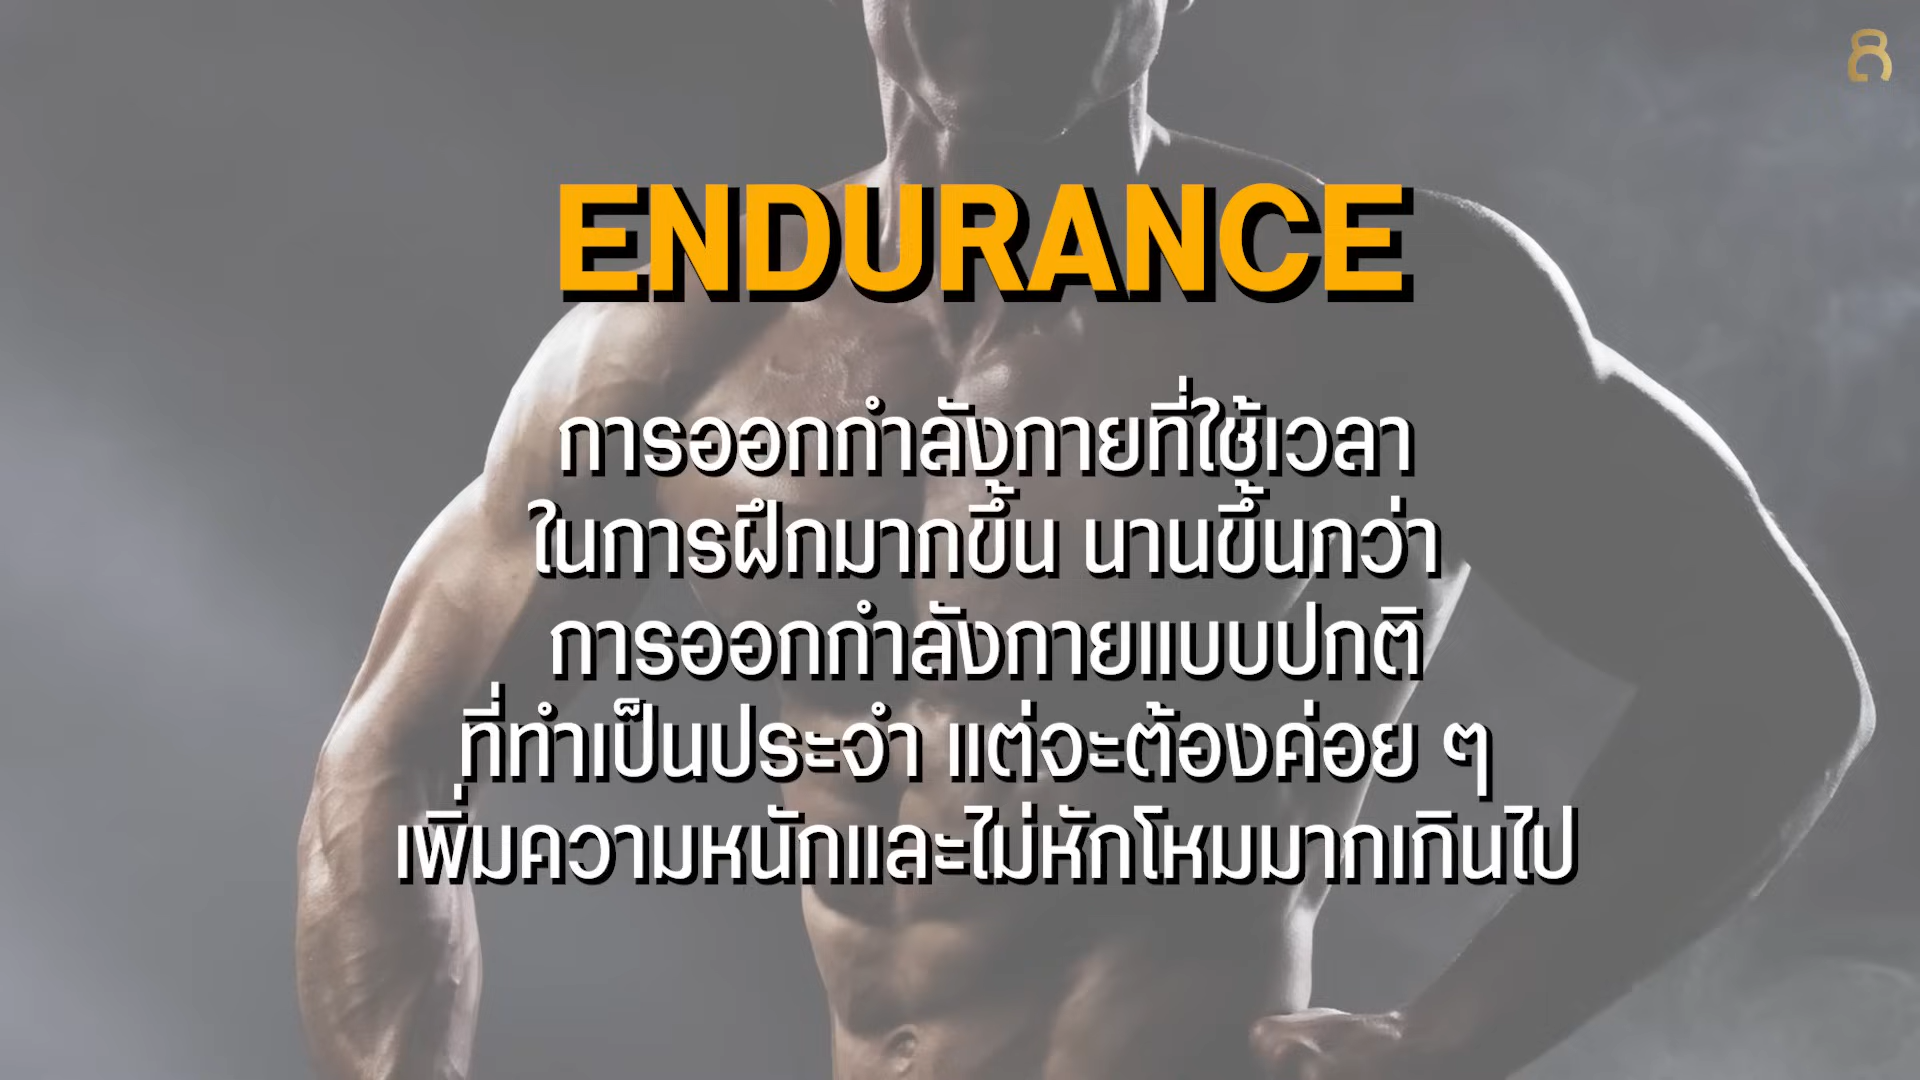 ENDURANCE
การออกกำลังกายที่ใช้เวลา
ในการฝึกมากขึ้น นานขึ้นกว่า
การออกกำลังกายแบบปกติ
ที่ทำเป็นประจำ แต่จะต้องค่อย ๆ
เพิ่มความหนักและไม่หักโหมมากเกินไป